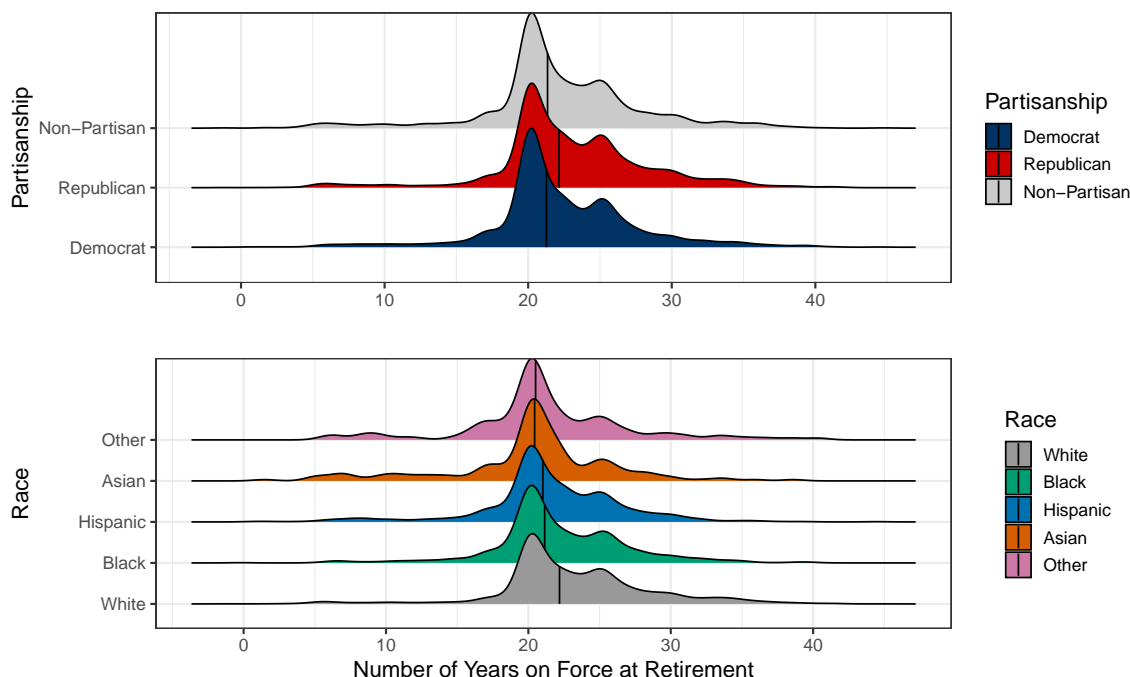 Partisanship
Non−Partisan
Republican
Democrat
0 10 20 30 40
Partisanship
Democrat
Republican
Non−Partisan
Race
Other
Asian
Hispanic
Black
White
0 10 20 30 40
Number of Years on Force at Retirement
Race
White
Black
Hispanic
Asian
Other